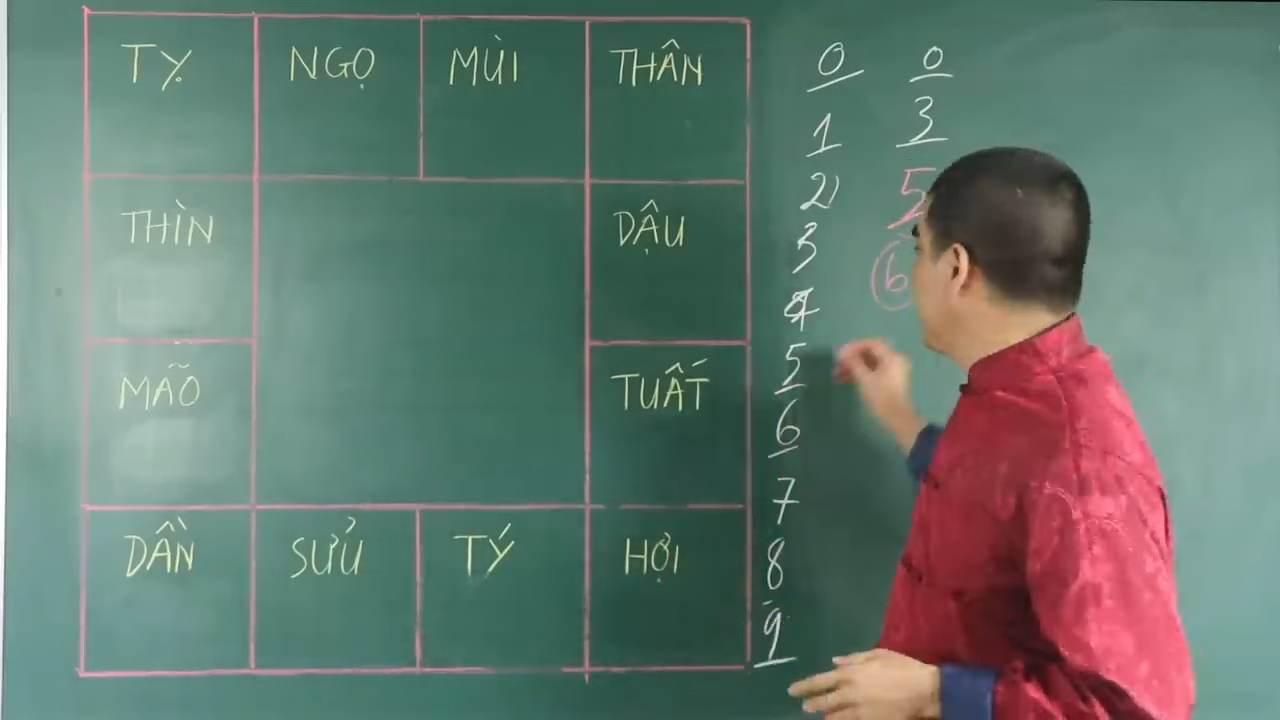 TỴ NGỌ MÙI THÂN
THÌN DẬU
MÃO TUẤT
DẦN SỬU TÝ HỢI
0 0
1 3
2 5
3 6
4
5
6
7
8
9